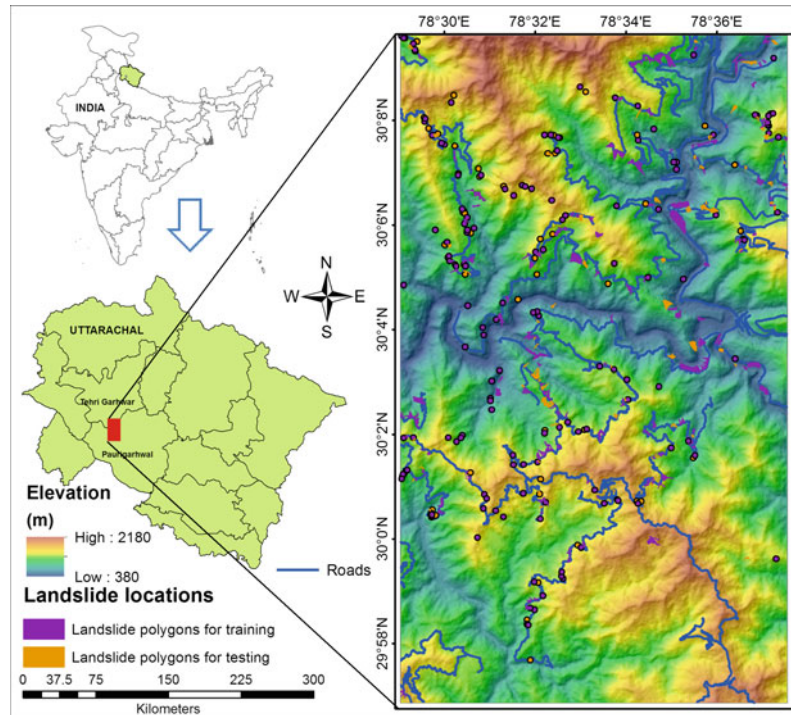 INDIA
UTTARACHAL
Tehri Garhwar
Paurigarhwal
N
W E
S
Elevation
(m)
High : 2180
Low : 380
Roads
Landslide locations
Landslide polygons for training
Landslide polygons for testing
0 37.5 75 150 225 300
Kilometers
78°30'E 78°32'E 78°34'E 78°36'E
30°8'N
30°6'N
30°4'N
30°2'N
30°0'N
29°58'N